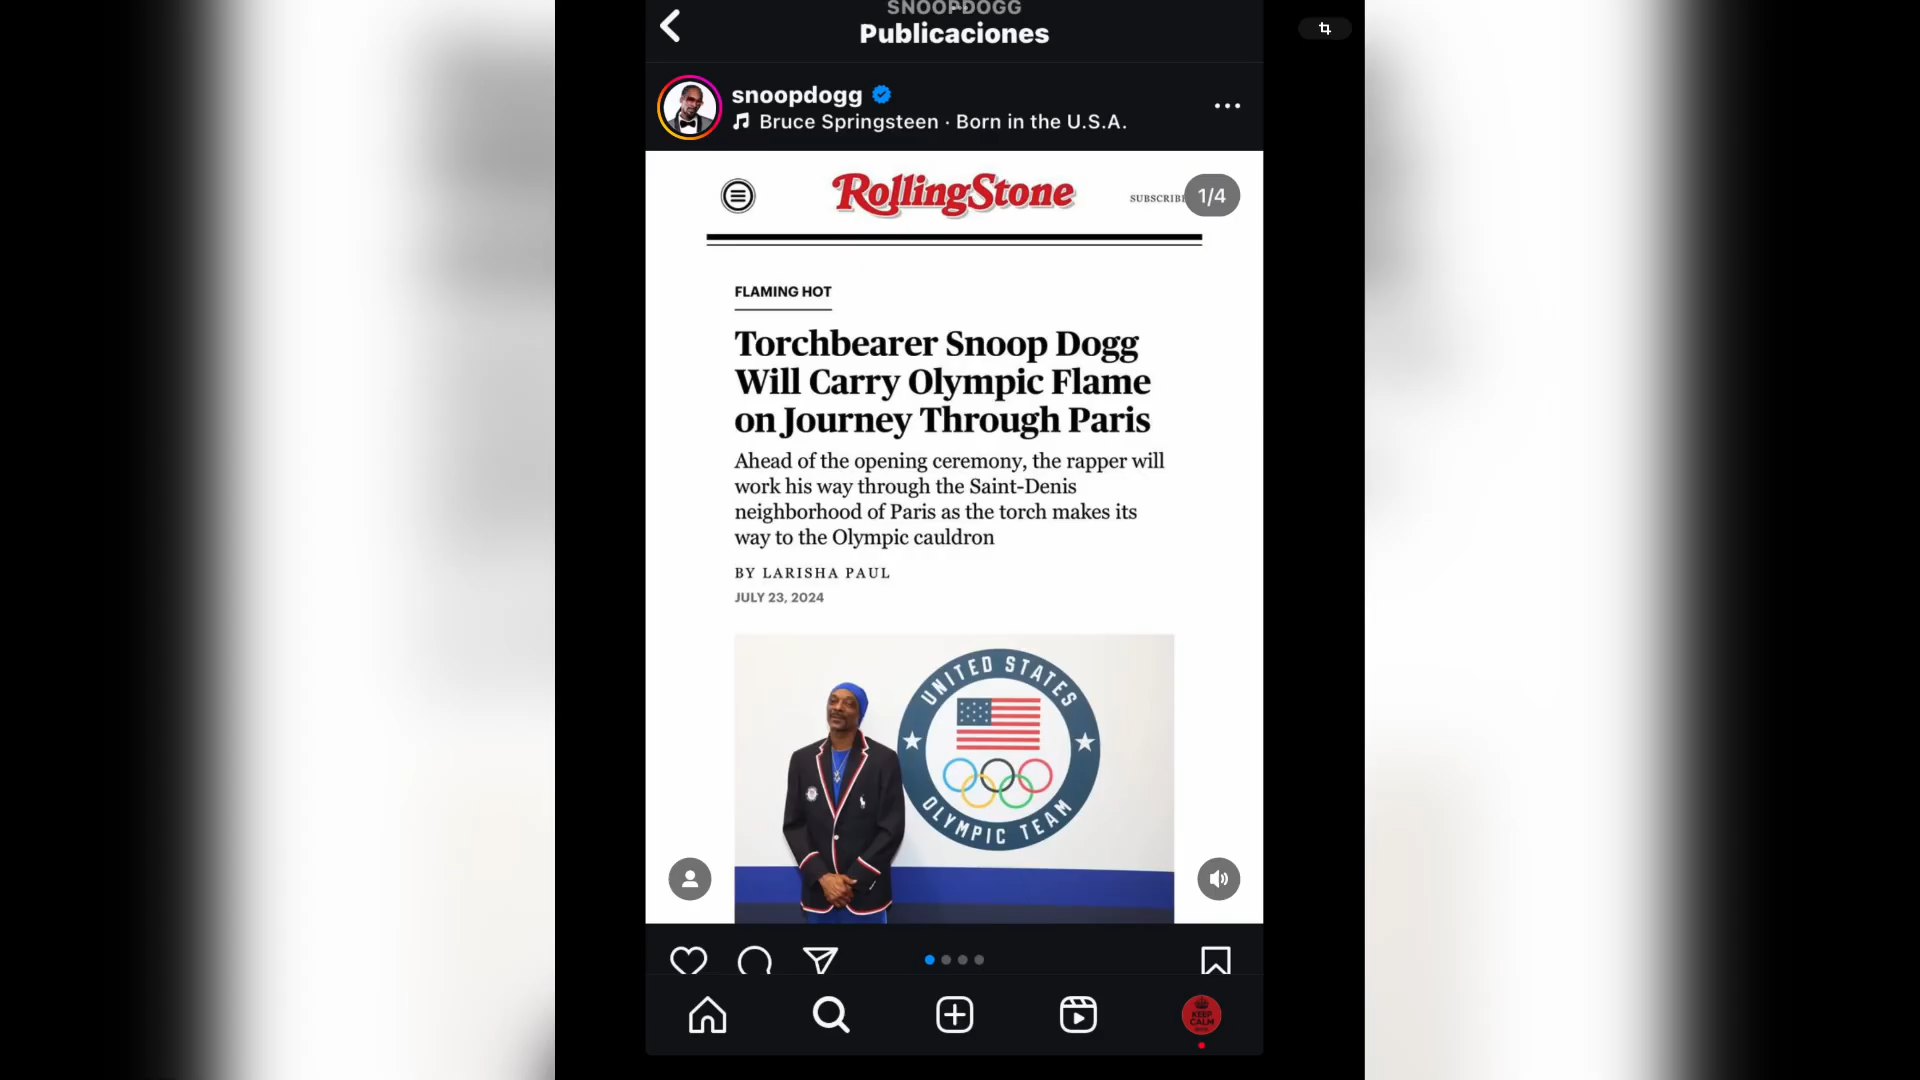 SNOOPDOGG
Publicaciones
snoopdogg
Bruce Springsteen · Born in the U.S.A.
RollingStone
SUBSCRIBE
1/4
FLAMING HOT
Torchbearer Snoop Dogg
Will Carry Olympic Flame
on Journey Through Paris
Ahead of the opening ceremony, the rapper will
work his way through the Saint-Denis
neighborhood of Paris as the torch makes its
way to the Olympic cauldron
BY LARISHA PAUL
JULY 23, 2024
UNITED STATES
OLYMPIC TEAM
KEEP
CALM